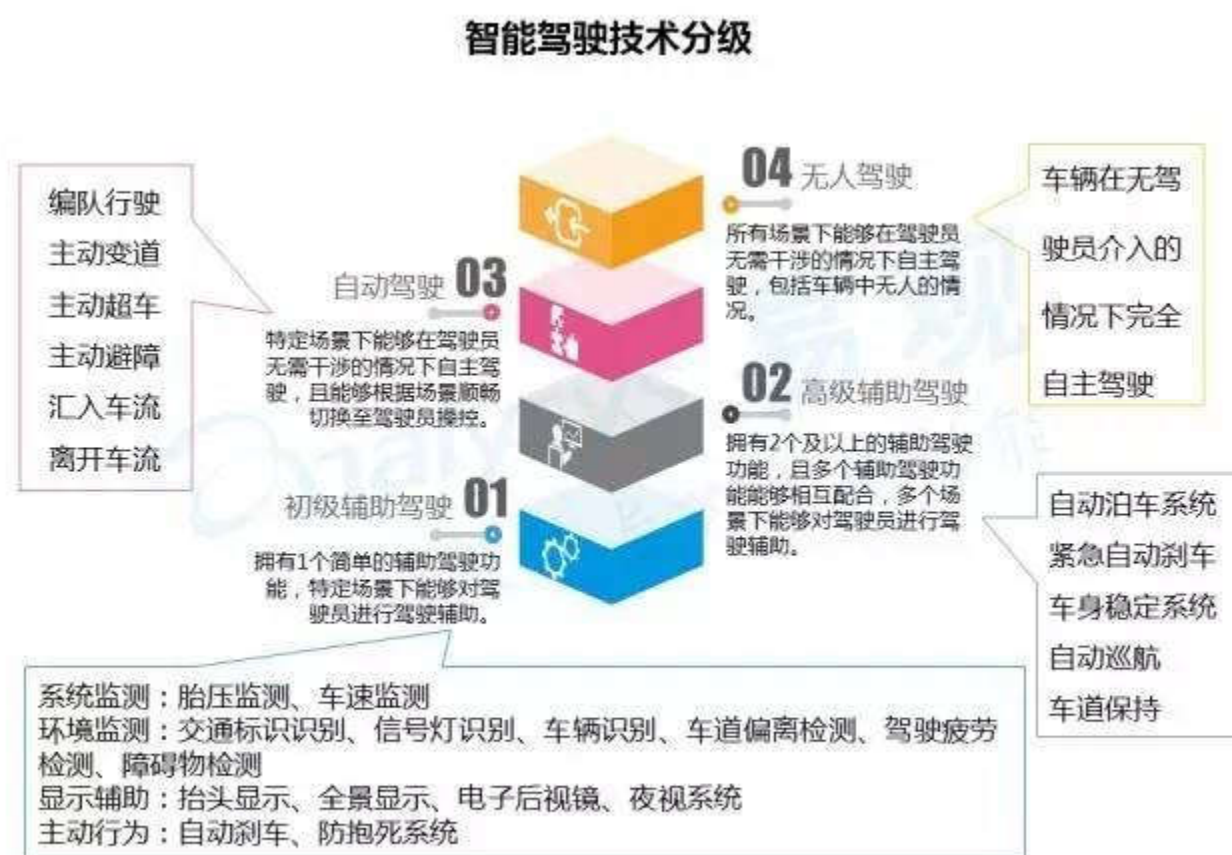 智能驾驶技术分级
编队行驶
主动变道
主动超车
主动避障
汇入车流
离开车流
04 无人驾驶
所有场景下能够在驾驶员
无需干涉的情况下自主驾
驶，包括车辆中无人的情
况。
车辆在无驾
驶员介入的
情况下完全
自主驾驶
自动驾驶 03
特定场景下能够在驾驶员
无需干涉的情况下自主驾
驶，且能够根据场景顺畅
切换至驾驶员操控。
02 高级辅助驾驶
拥有2个及以上的辅助驾驶
功能，且多个辅助驾驶功
能能够相互配合，多个场
景下能够对驾驶员进行驾
驶辅助。
自动泊车系统
紧急自动刹车
车身稳定系统
自动巡航
车道保持
初级辅助驾驶 01
拥有1个简单的辅助驾驶功
能，特定场景下能够对驾
驶员进行驾驶辅助。
系统监测：胎压监测、车速监测
环境监测：交通标识识别、信号灯识别、车辆识别、车道偏离检测、驾驶疲劳
检测、障碍物检测
显示辅助：抬头显示、全景显示、电子后视镜、夜视系统
主动行为：自动刹车、防抱死系统